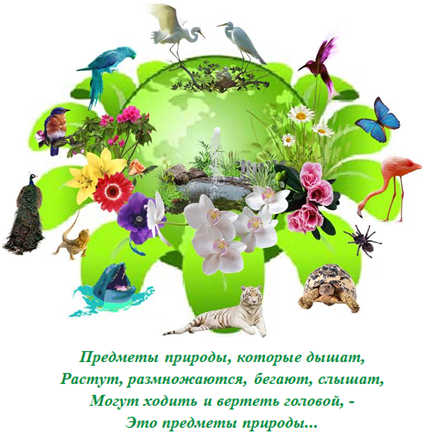 Предметы природы, которые дышат,
Растут, размножаются, бегают, слышат,
Могут ходить и вертеть головой, -
Это предметы природы...